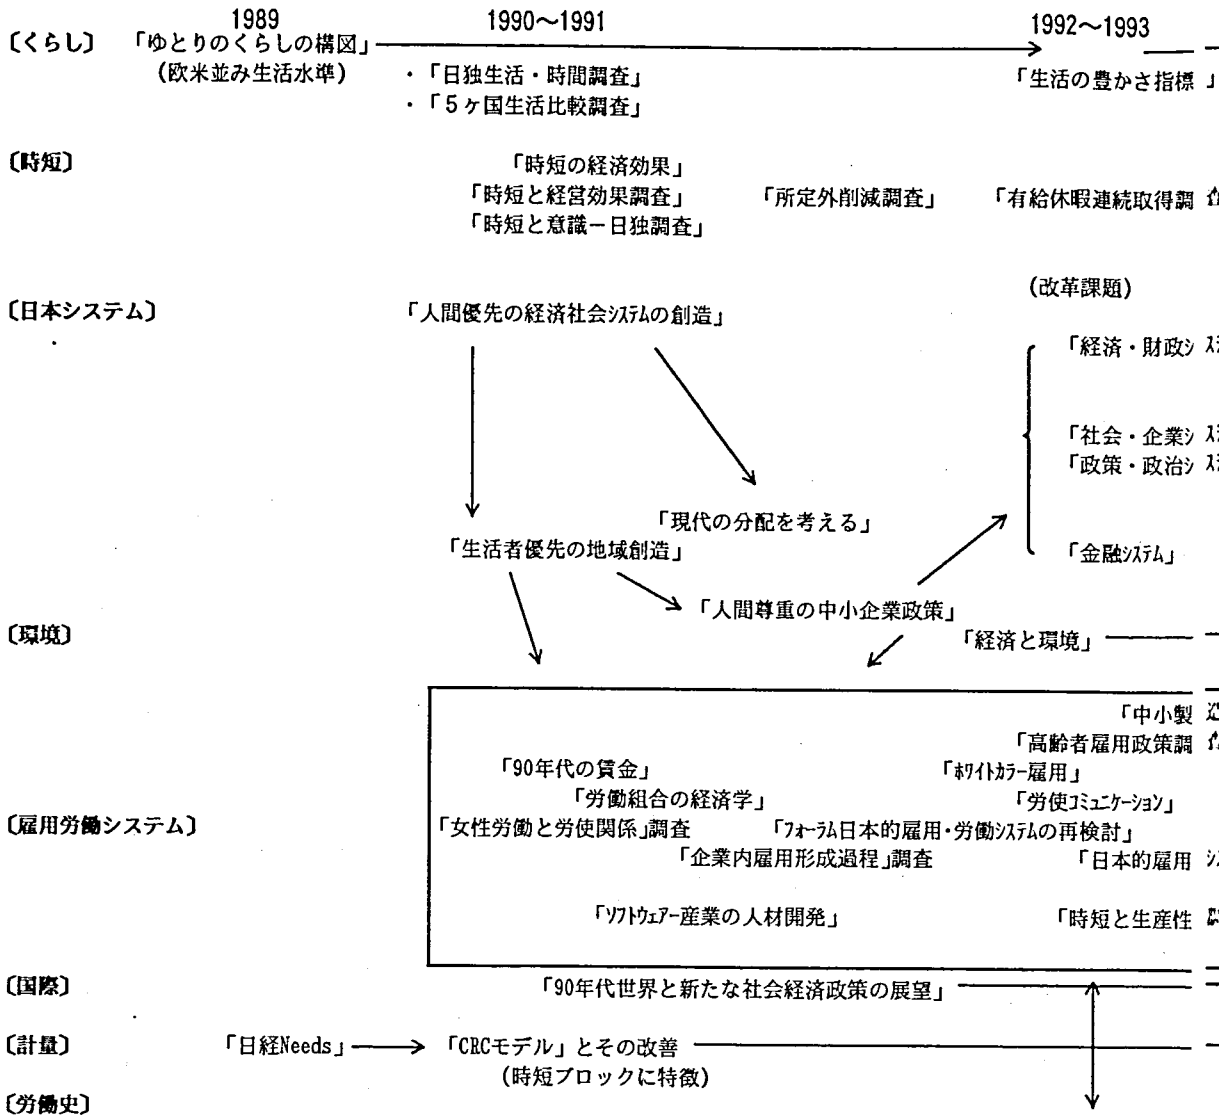 1989 1990～1991 1992～1993
〔くらし〕 「ゆとりのくらしの構図」
(欧米並み生活水準) ・「日独生活・時間調査」 「生活の豊かさ指標」
・「5ヶ国生活比較調査」
〔時短〕 「時短の経済効果」
「時短と経営効果調査」 「所定外削減調査」 「有給休暇連続取得調
「時短と意識－日独調査」
(改革課題)
〔日本システム〕 「人間優先の経済社会システムの創造」
「経済・財政シ
「社会・企業シ
「政策・政治シ
「現代の分配を考える」
「生活者優先の地域創造」 「金融システム」
「人間尊重の中小企業政策」
〔環境〕 「経済と環境」
「中小製
「高齢者雇用政策調
「90年代の賃金」 「ホワイトカラー雇用」
「労働組合の経済学」 「労使コミュニケーション」
〔雇用労働システム〕 「女性労働と労使関係」調査 「フォーラム日本的雇用・労働システムの再検討」
「企業内雇用形成過程」調査 「日本的雇用
「ソフトウェアー産業の人材開発」 「時短と生産性
〔国際〕 「90年代世界と新たな社会経済政策の展望」
〔計量〕 「日経Needs」 「CRCモデル」とその改善
(時短ブロックに特徴)
〔労働史〕